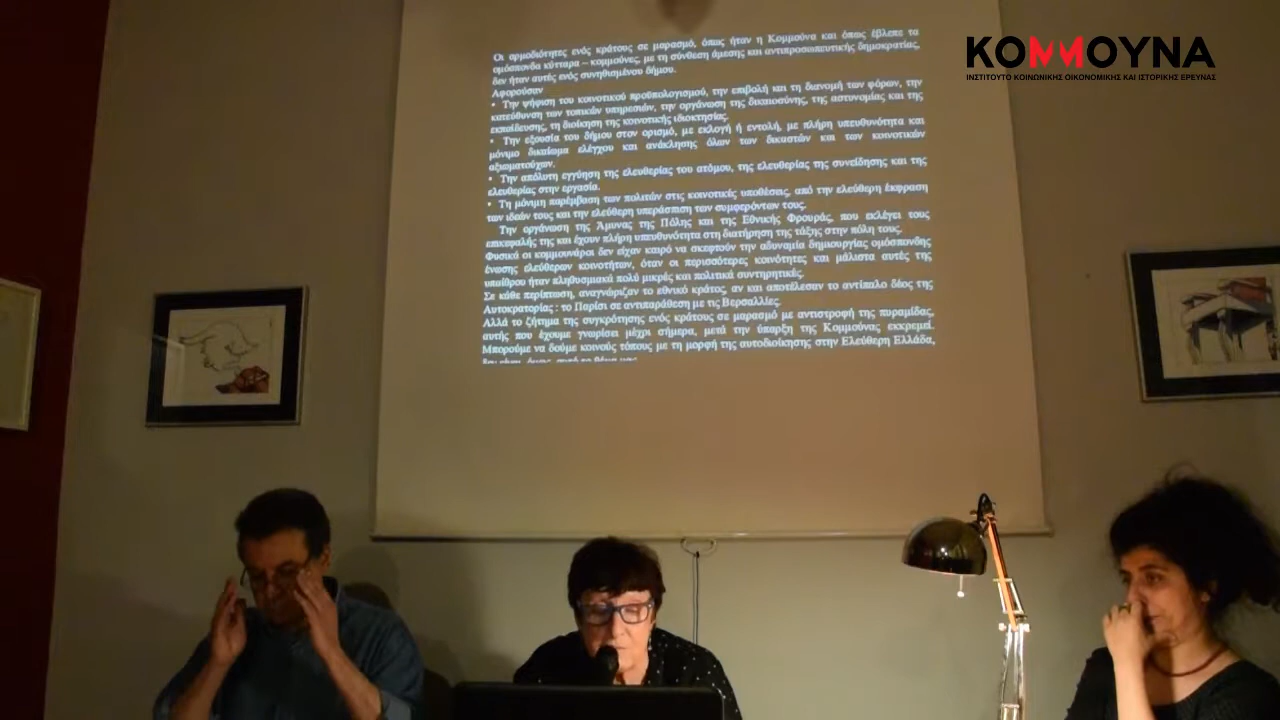 ΚΟΜΜΟΥΝΑ
ΙΝΣΤΙΤΟΥΤΟ ΚΟΙΝΩΝΙΚΗΣ ΟΙΚΟΝΟΜΙΚΗΣ ΚΑΙ ΙΣΤΟΡΙΚΗΣ ΕΡΕΥΝΑΣ
Οι αρμοδιότητες ενός κράτους σε μαρασμό, όπως ήταν η Κομμούνα και όπως έβλεπε τα
ομόσπονδα κύτταρα – κομμούνες, με τη σύνθεση άμεσης και αντιπροσωπευτικής δημοκρατίας,
δεν ήταν αυτές ενός συνηθισμένου δήμου.
Αφορούσαν
• Την ψήφιση του κοινοτικού προϋπολογισμού, την επιβολή και τη διανομή των φόρων, την
κατεύθυνση των τοπικών υπηρεσιών, την οργάνωση της δικαιοσύνης, της αστυνομίας και της
εκπαίδευσης, τη διοίκηση της κοινοτικής ιδιοκτησίας.
• Την εξουσία του δήμου στον ορισμό, με εκλογή ή εντολή, με πλήρη υπευθυνότητα και
μόνιμο δικαίωμα ελέγχου και ανάκλησης όλων των δικαστών και των κοινοτικών
αξιωματούχων.
• Την απόλυτη εγγύηση της ελευθερίας του ατόμου, της ελευθερίας της συνείδησης και της
ελευθερίας στην εργασία.
• Τη μόνιμη παρέμβαση των πολιτών στις κοινοτικές υποθέσεις, από την ελεύθερη έκφραση
των ιδεών τους και την ελεύθερη υπεράσπιση των συμφερόντων τους.
Την οργάνωση της Άμυνας της Πόλης και της Εθνικής Φρουράς, που εκλέγει τους
επικεφαλής της και έχουν πλήρη υπευθυνότητα στη διατήρηση της τάξης στην πόλη τους.
Φυσικά οι κομμουνάροι δεν είχαν καιρό να σκεφτούν την αδυναμία δημιουργίας ομόσπονδης
ένωσης ελεύθερων κοινοτήτων, όταν οι περισσότερες κοινότητες και μάλιστα αυτές της
υπαίθρου ήταν πληθυσμιακά πολύ μικρές και πολιτικά συντηρητικές.
Σε κάθε περίπτωση, αναγνώριζαν το εθνικό κράτος, αν και αποτέλεσαν το αντίπαλο δέος της
Αυτοκρατορίας : το Παρίσι σε αντιπαράθεση με τις Βερσαλλίες.
Αλλά το ζήτημα της συγκρότησης ενός κράτους σε μαρασμό με αντιστροφή της πυραμίδας,
αυτής που έχουμε γνωρίσει μέχρι σήμερα, μετά την ύπαρξη της Κομμούνας εκκρεμεί.
Μπορούμε να δούμε κοινούς τόπους με τη μορφή της αυτοδιοίκησης στην Ελεύθερη Ελλάδα,